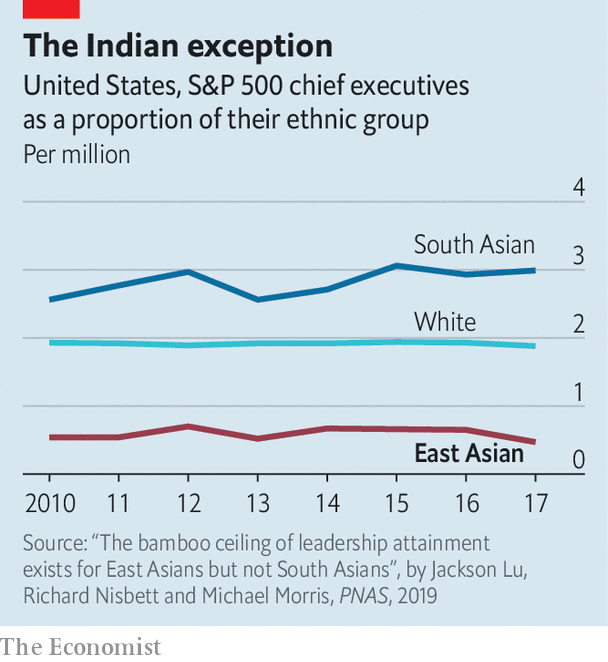 The Indian exception
United States, S&P 500 chief executives
as a proportion of their ethnic group
Per million
4
South Asian
3
White
2
1
East Asian
0
2010 11 12 13 14 15 16 17
Source: “The bamboo ceiling of leadership attainment
exists for East Asians but not South Asians”, by Jackson Lu,
Richard Nisbett and Michael Morris, PNAS, 2019
The Economist